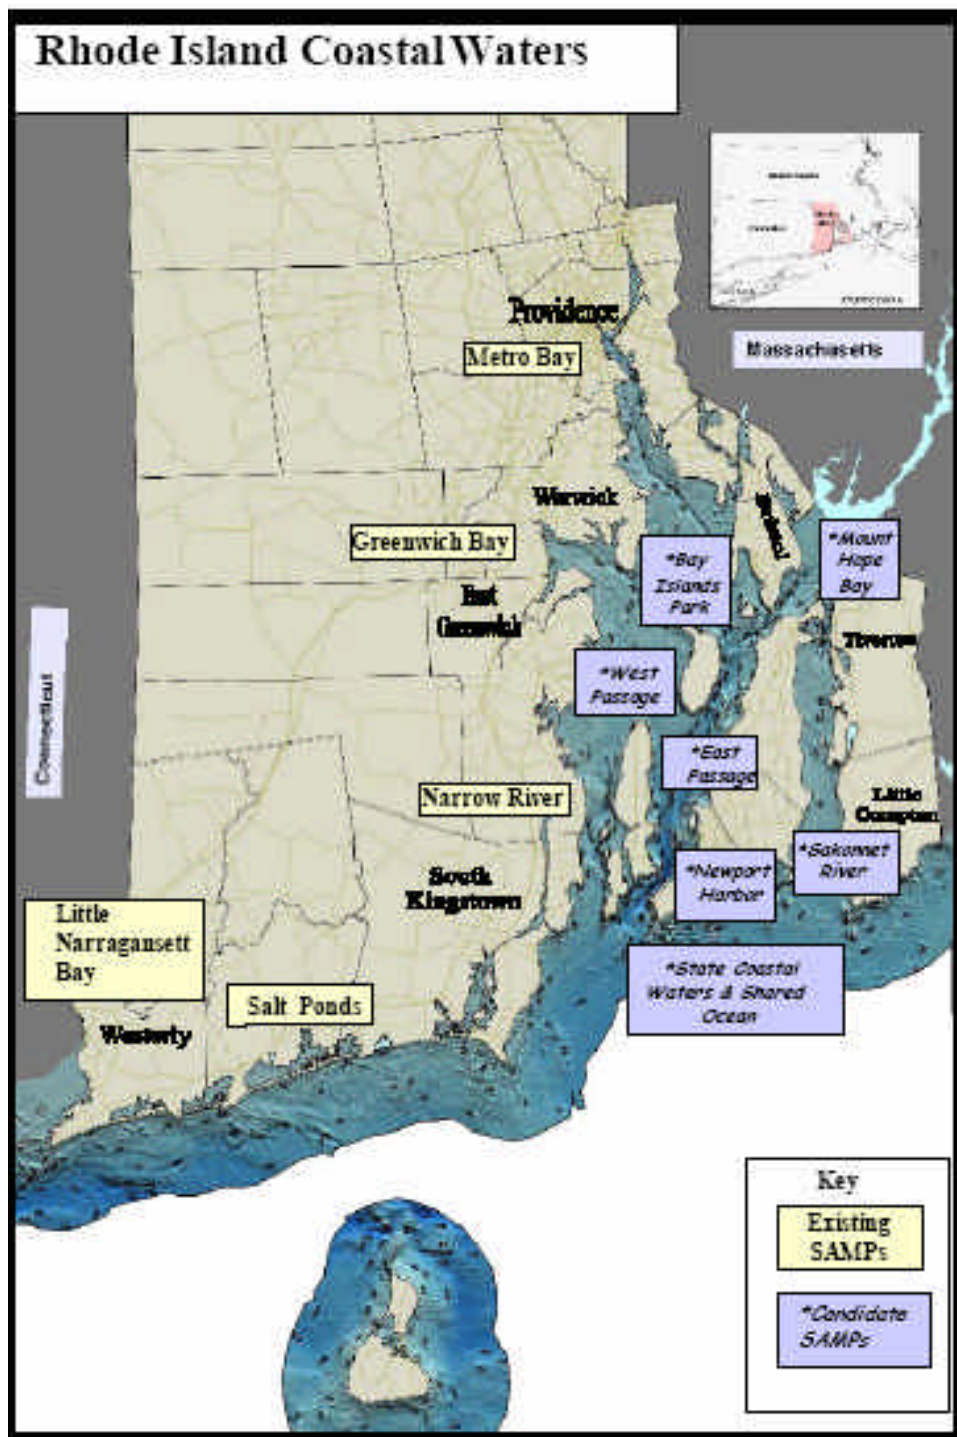 Rhode Island Coastal Waters
Providence
Metro Bay
Massachusetts
Warwick
Bristol
Greenwich Bay
*Bay
Islands
Park
*Mount
Hope
Bay
East
Greenwich
Tiverton
*West
Passage
Connecticut
*East
Passage
Narrow River
Little
Compton
*Sakonnet
River
South
Kingstown
*Newport
Harbor
Little
Narragansett
Bay
*State Coastal
Waters & Shared
Ocean
Salt Ponds
Westerly
Key
Existing
SAMPs
*Candidate
SAMPs